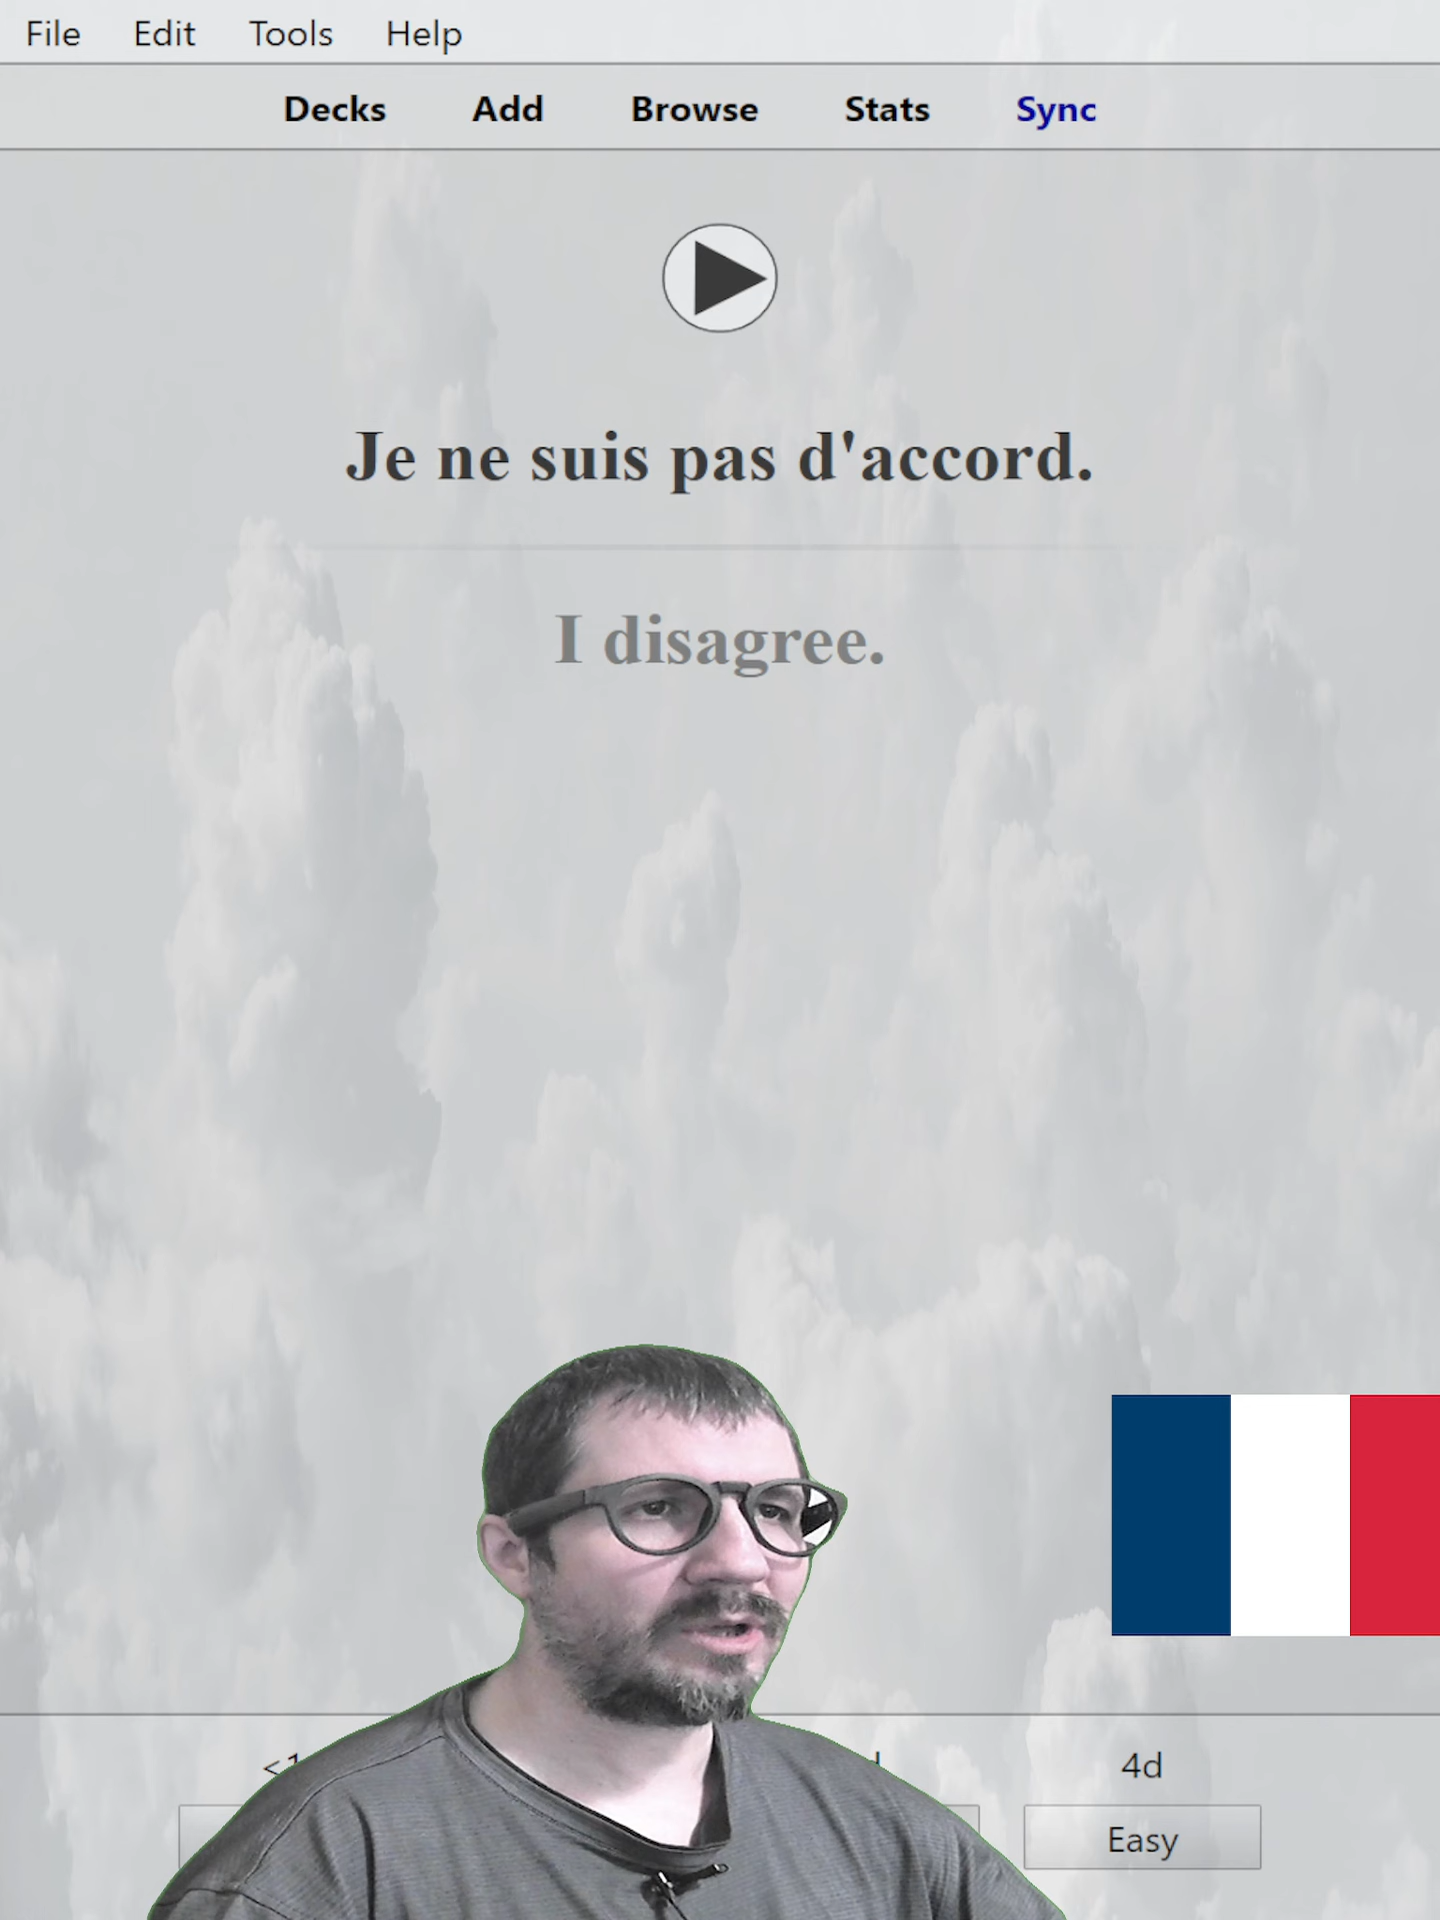 File Edit Tools Help
Decks Add Browse Stats Sync
Je ne suis pas d'accord.
I disagree.
4d
Easy